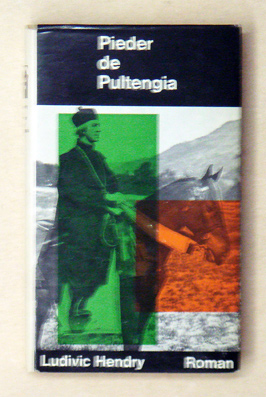 Pieder
de
Pultengia
Ludivic Hendry Roman